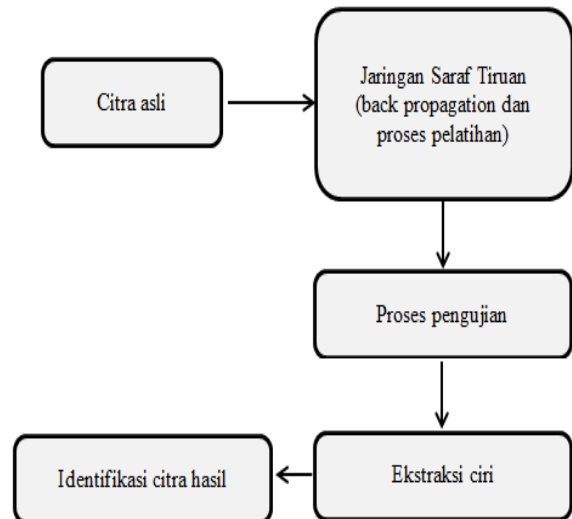 Citra asli
Jaringan Saraf Tiruan
(back propagation dan
proses pelatihan)
Proses pengujian
Ekstraksi ciri
Identifikasi citra hasil